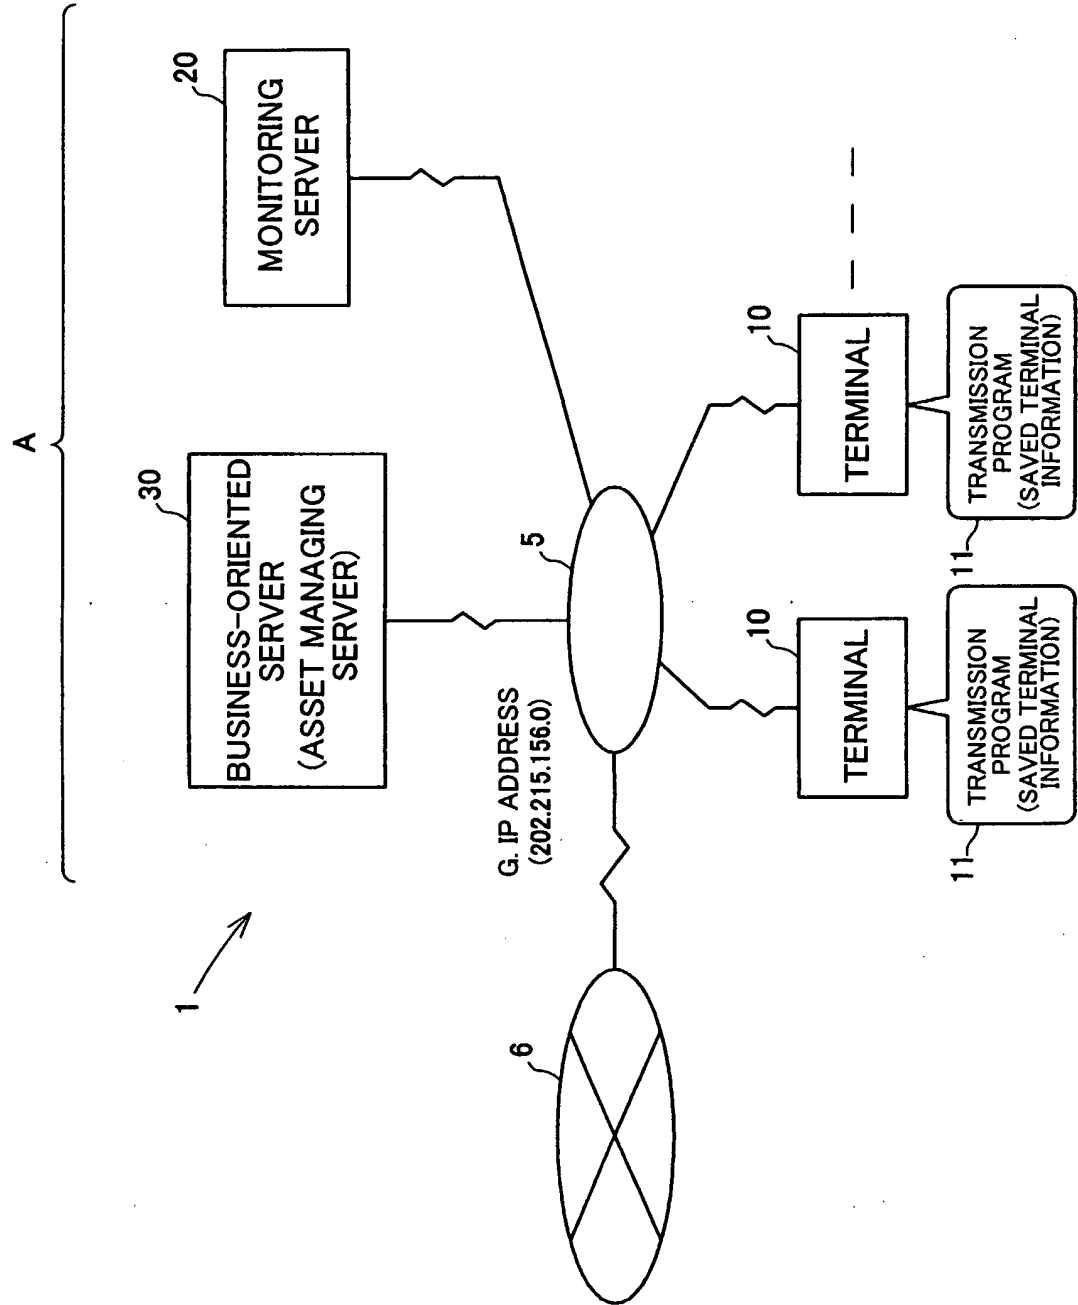 A
1
30
BUSINESS-ORIENTED
SERVER
(ASSET MANAGING
SERVER)
20
MONITORING
SERVER
G. IP ADDRESS
(202.215.156.0)
5
6
10
TERMINAL
11
TRANSMISSION
PROGRAM
(SAVED TERMINAL
INFORMATION)
10
TERMINAL
11
TRANSMISSION
PROGRAM
(SAVED TERMINAL
INFORMATION)